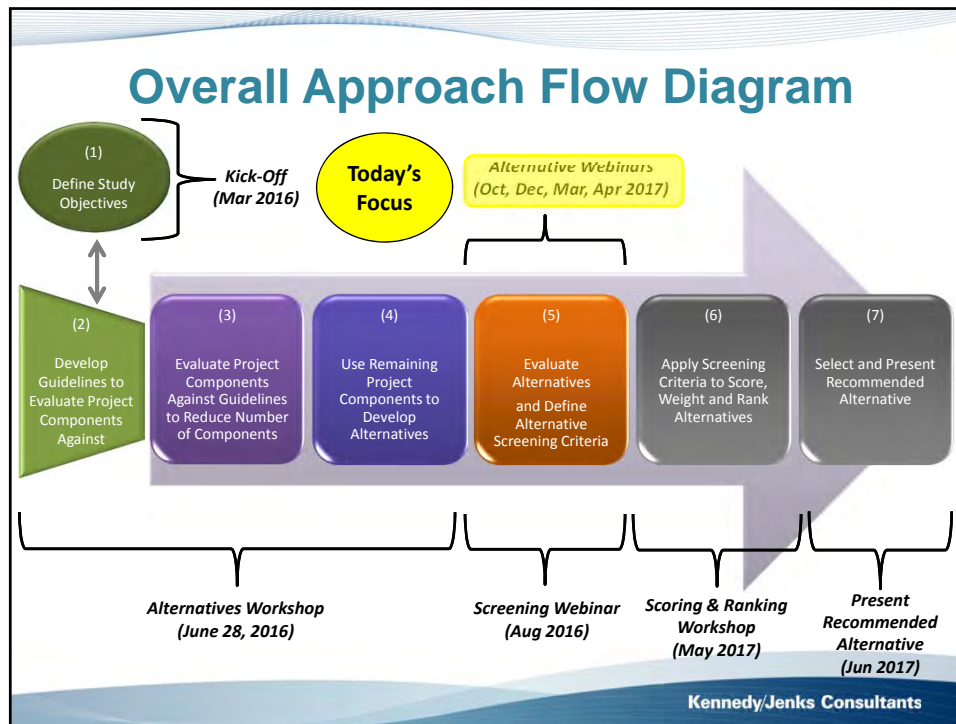 Overall Approach Flow Diagram
(1)
Define Study
Objectives
Kick-Off
(Mar 2016)
Today's
Focus
Alternative Webinars
(Oct, Dec, Mar, Apr 2017)
(2)
Develop
Guidelines to
Evaluate Project
Components
Against
(3)
Evaluate Project
Components
Against Guidelines
to Reduce Number
of Components
(4)
Use Remaining
Project
Components to
Develop
Alternatives
(5)
Evaluate
Alternatives
and Define
Alternative
Screening Criteria
(6)
Apply Screening
Criteria to Score,
Weight and Rank
Alternatives
(7)
Select and Present
Recommended
Alternative
Alternatives Workshop
(June 28, 2016)
Screening Webinar
(Aug 2016)
Scoring & Ranking
Workshop
(May 2017)
Present
Recommended
Alternative
(Jun 2017)
Kennedy/Jenks Consultants